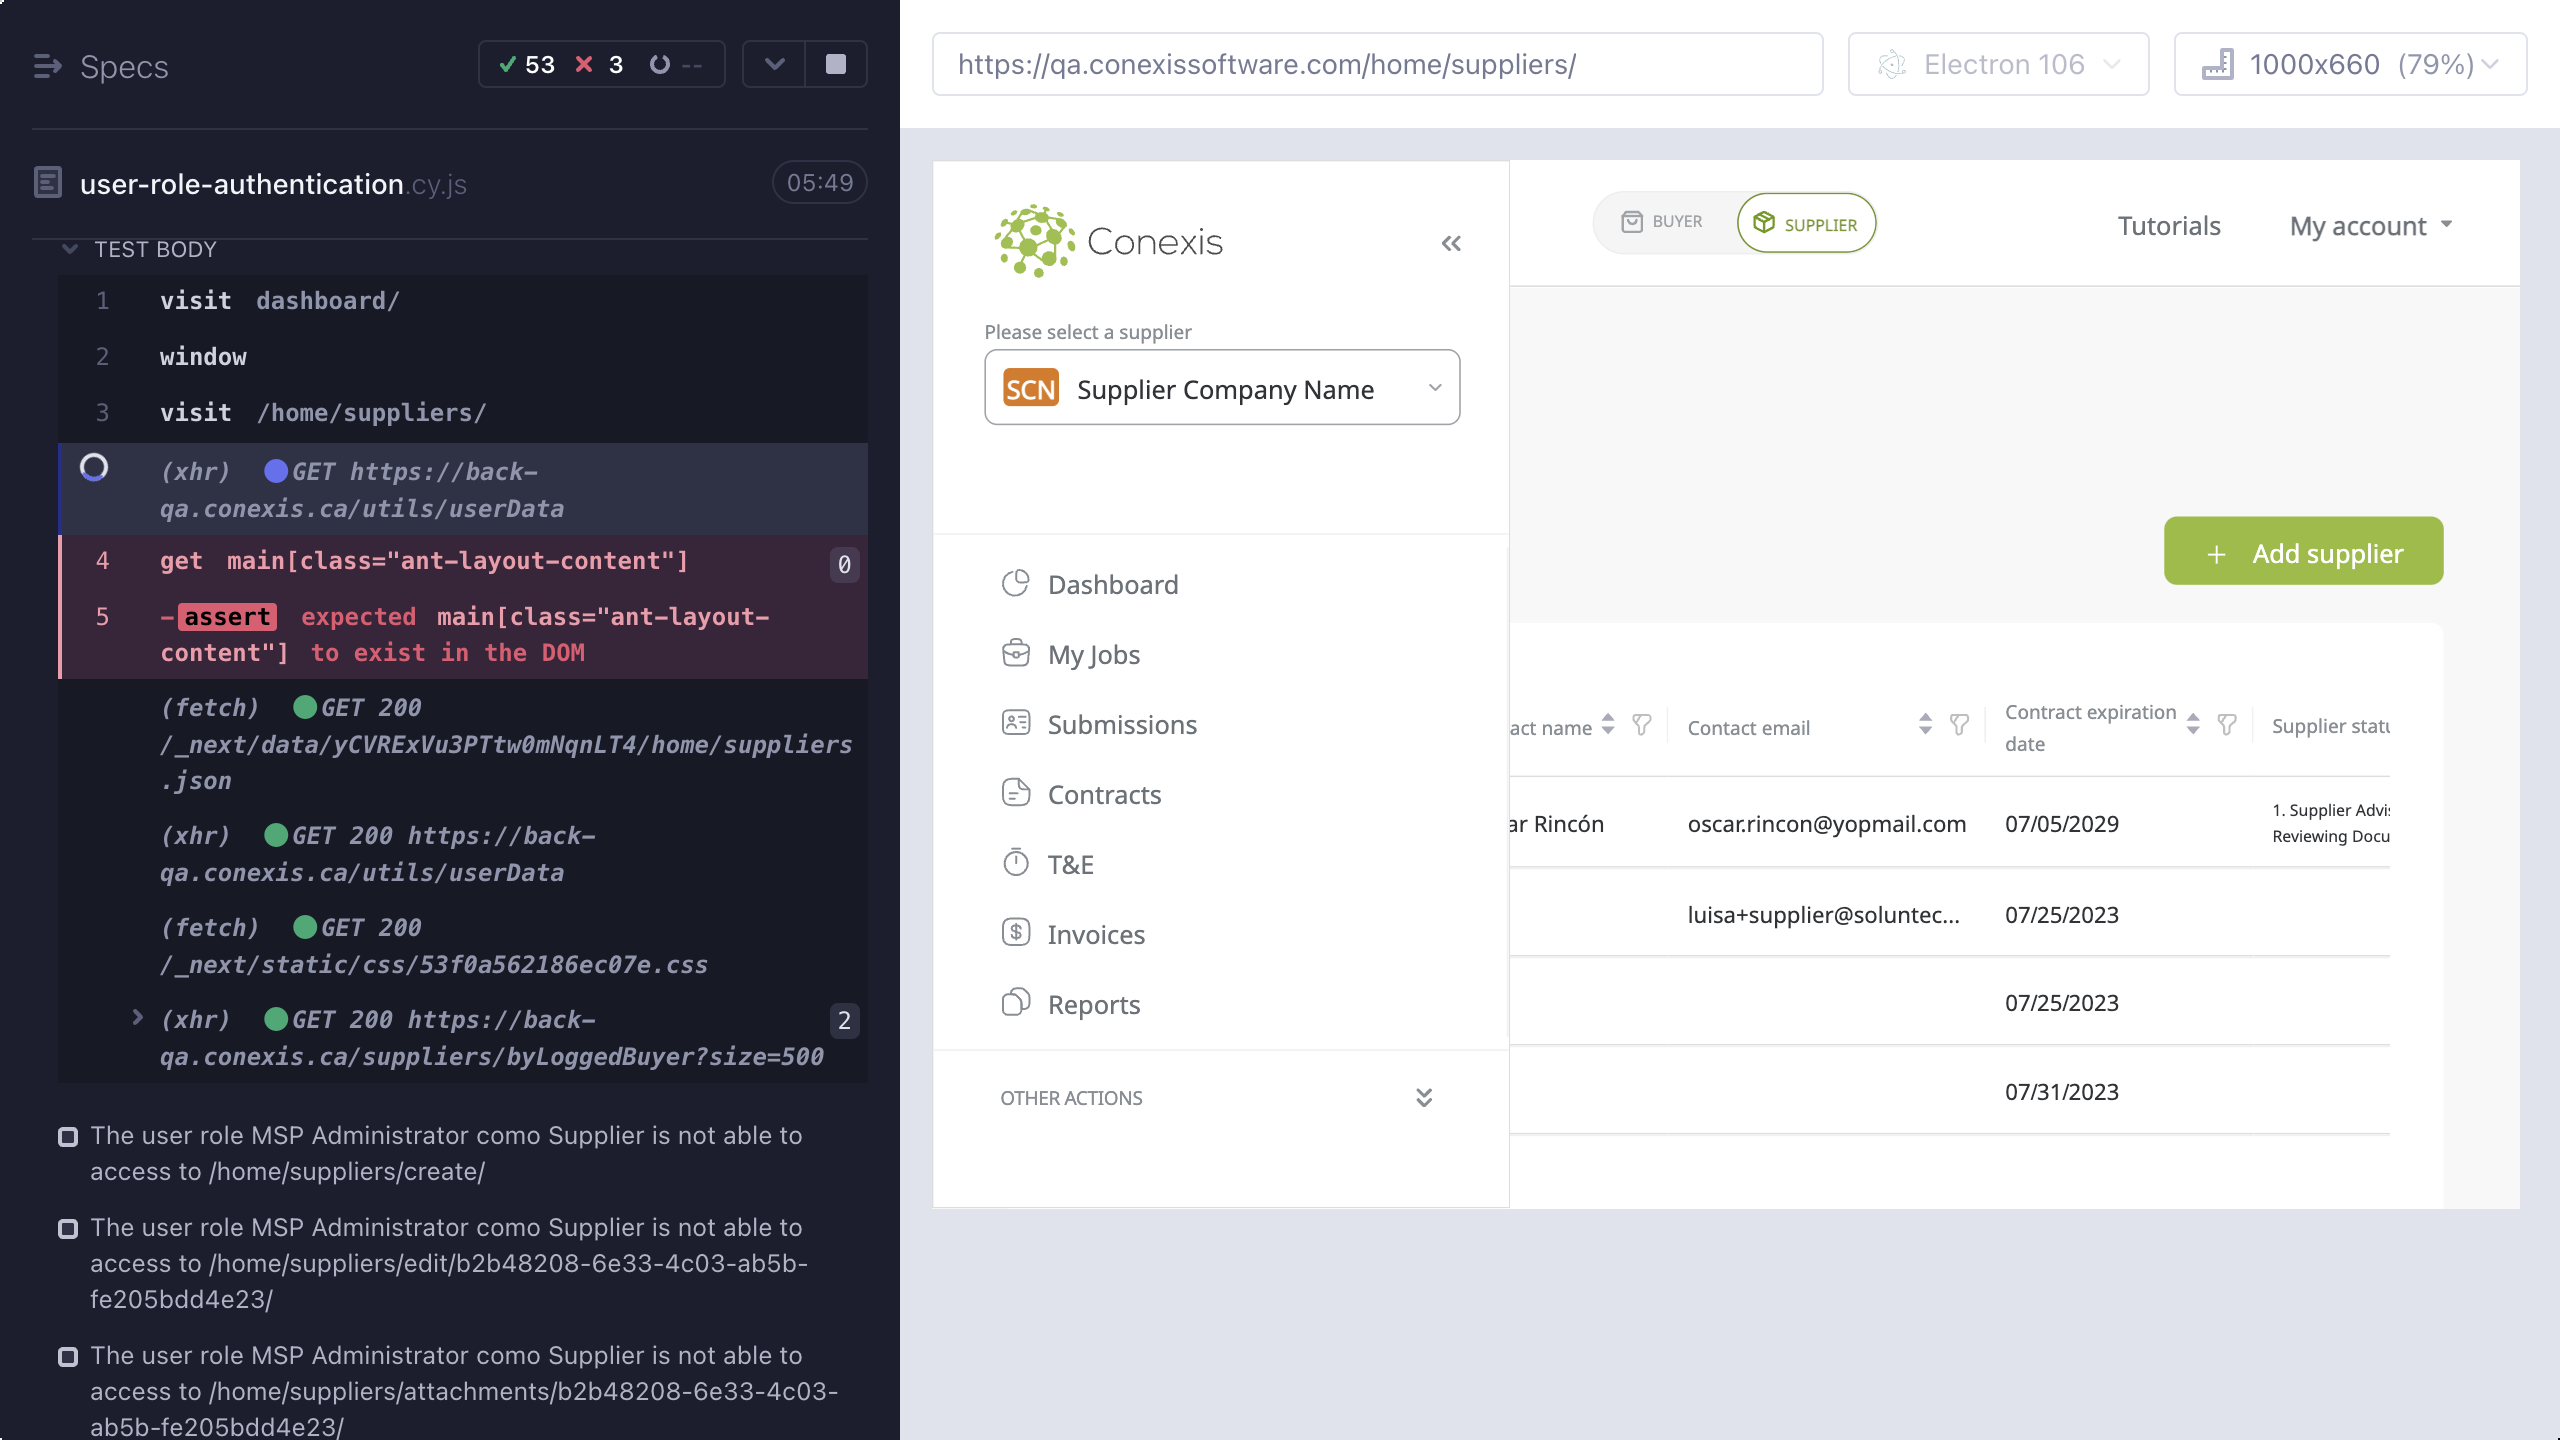 Specs
53 3 --
user-role-authentication.cy.js
05:49
TEST BODY
1 visit dashboard/
2 window
3 visit /home/suppliers/
(xhr) GET https://back-
qa.conexis.ca/utils/userData
4 get main[class="ant-layout-content"] 0
5 -assert expected main[class="ant-layout-
content"] to exist in the DOM
(fetch) GET 200
/_next/data/yCVRExVu3PTtw0mNqnLT4/home/suppliers
.json
(xhr) GET 200 https://back-
qa.conexis.ca/utils/userData
(fetch) GET 200
/_next/static/css/53f0a562186ec07e.css
(xhr) GET 200 https://back- 2
qa.conexis.ca/suppliers/byLoggedBuyer?size=500
The user role MSP Administrator como Supplier is not able to
access to /home/suppliers/create/
The user role MSP Administrator como Supplier is not able to
access to /home/suppliers/edit/b2b48208-6e33-4c03-ab5b-
fe205bdd4e23/
The user role MSP Administrator como Supplier is not able to
access to /home/suppliers/attachments/b2b48208-6e33-4c03-
ab5b-fe205bdd4e23/
https://qa.conexissoftware.com/home/suppliers/
Electron 106
1000x660 (79%)
Conexis
Please select a supplier
SCN Supplier Company Name
Dashboard
My Jobs
Submissions
Contracts
T&E
Invoices
Reports
OTHER ACTIONS
BUYER
SUPPLIER
Tutorials
My account
+ Add supplier
act name
Contact email
Contract expiration
date
Supplier statu
ar Rincón
oscar.rincon@yopmail.com
07/05/2029
1. Supplier Advis
Reviewing Docu
luisa+supplier@soluntec...
07/25/2023
07/25/2023
07/31/2023